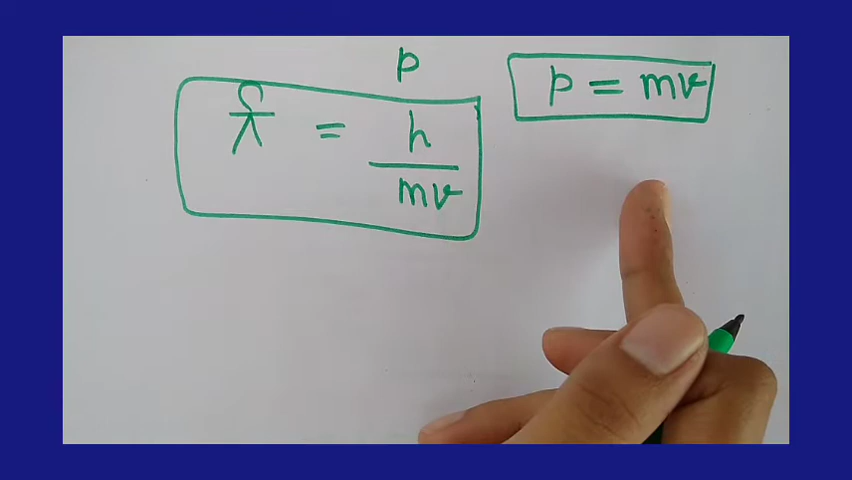 p
p = mv
λ = h / mv